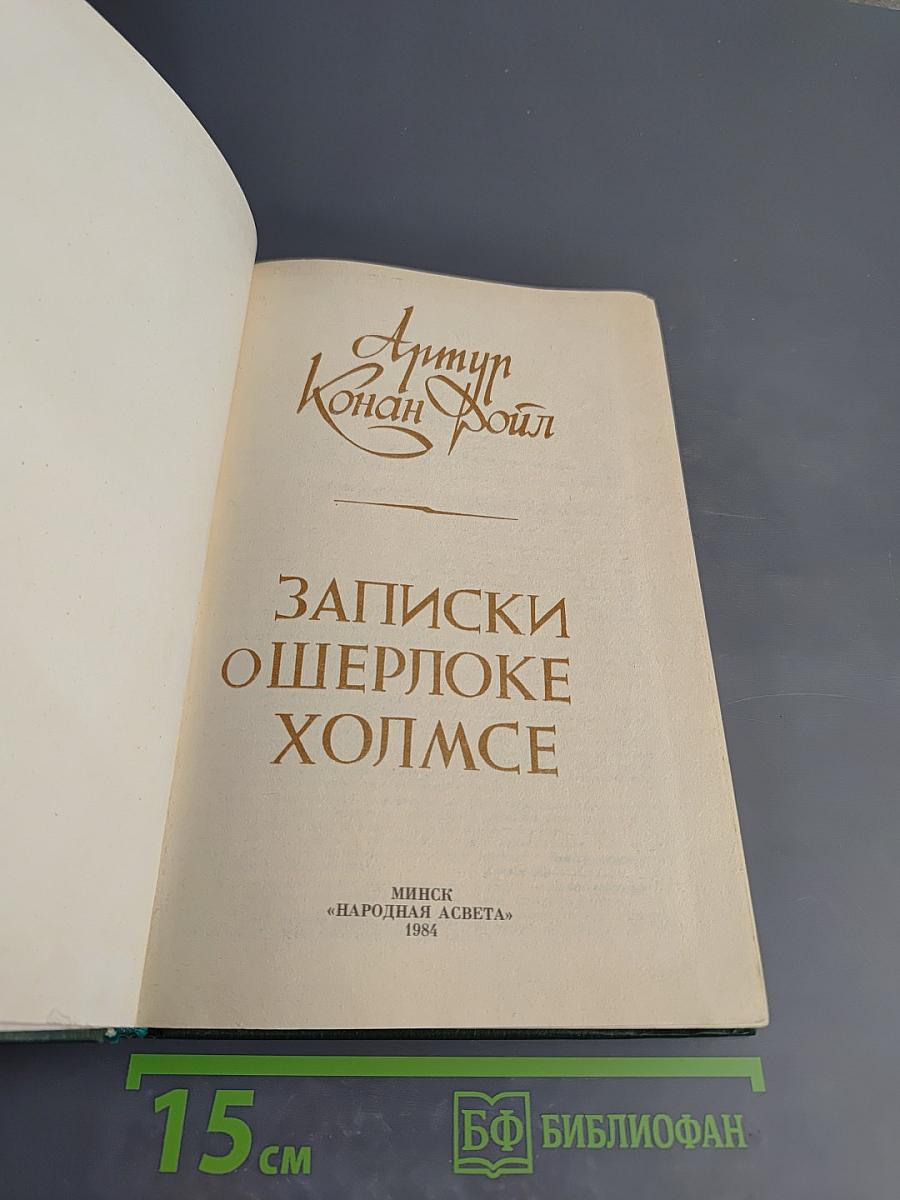 Артур
Конан Дойл
ЗАПИСКИ
О ШЕРЛОКЕ
ХОЛМСЕ
МИНСК
«НАРОДНАЯ АСВЕТА»
1984
15 см
БФ БИБЛИОФАН